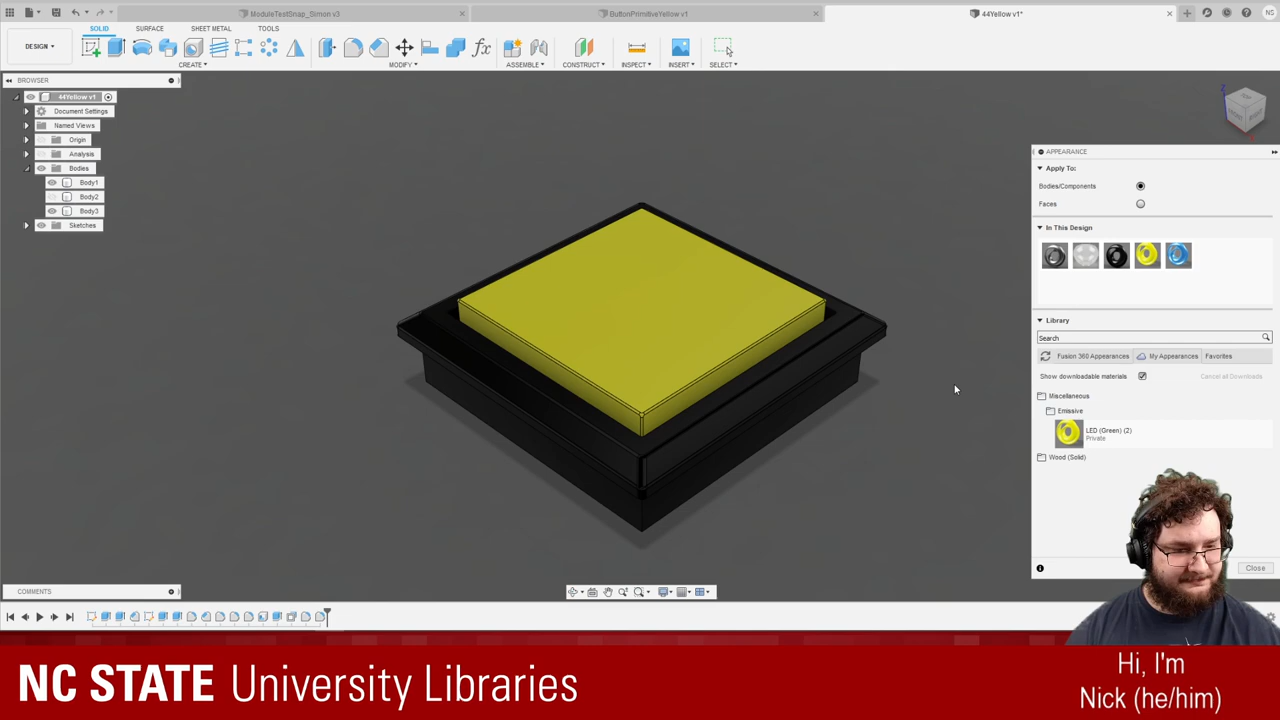 ModuleTestSnap_Simon v3
ButtonPrimitiveYellow v1
44Yellow v1*
NS
DESIGN
SOLID
SURFACE
SHEET METAL
TOOLS
CREATE
MODIFY
ASSEMBLE
CONSTRUCT
INSPECT
INSERT
SELECT
BROWSER
44Yellow v1
Document Settings
Named Views
Origin
Analysis
Bodies
Body1
Body2
Body3
Sketches
Z
APPEARANCE
Apply To:
Bodies/Components
Faces
In This Design
Library
Search
Fusion 360 Appearances
My Appearances
Favorites
Show downloadable materials
Cancel all Downloads
Miscellaneous
Emissive
LED (Green) (2)
Private
Wood (Solid)
Close
COMMENTS
NC STATE University Libraries
Hi, I'm
Nick (he/him)